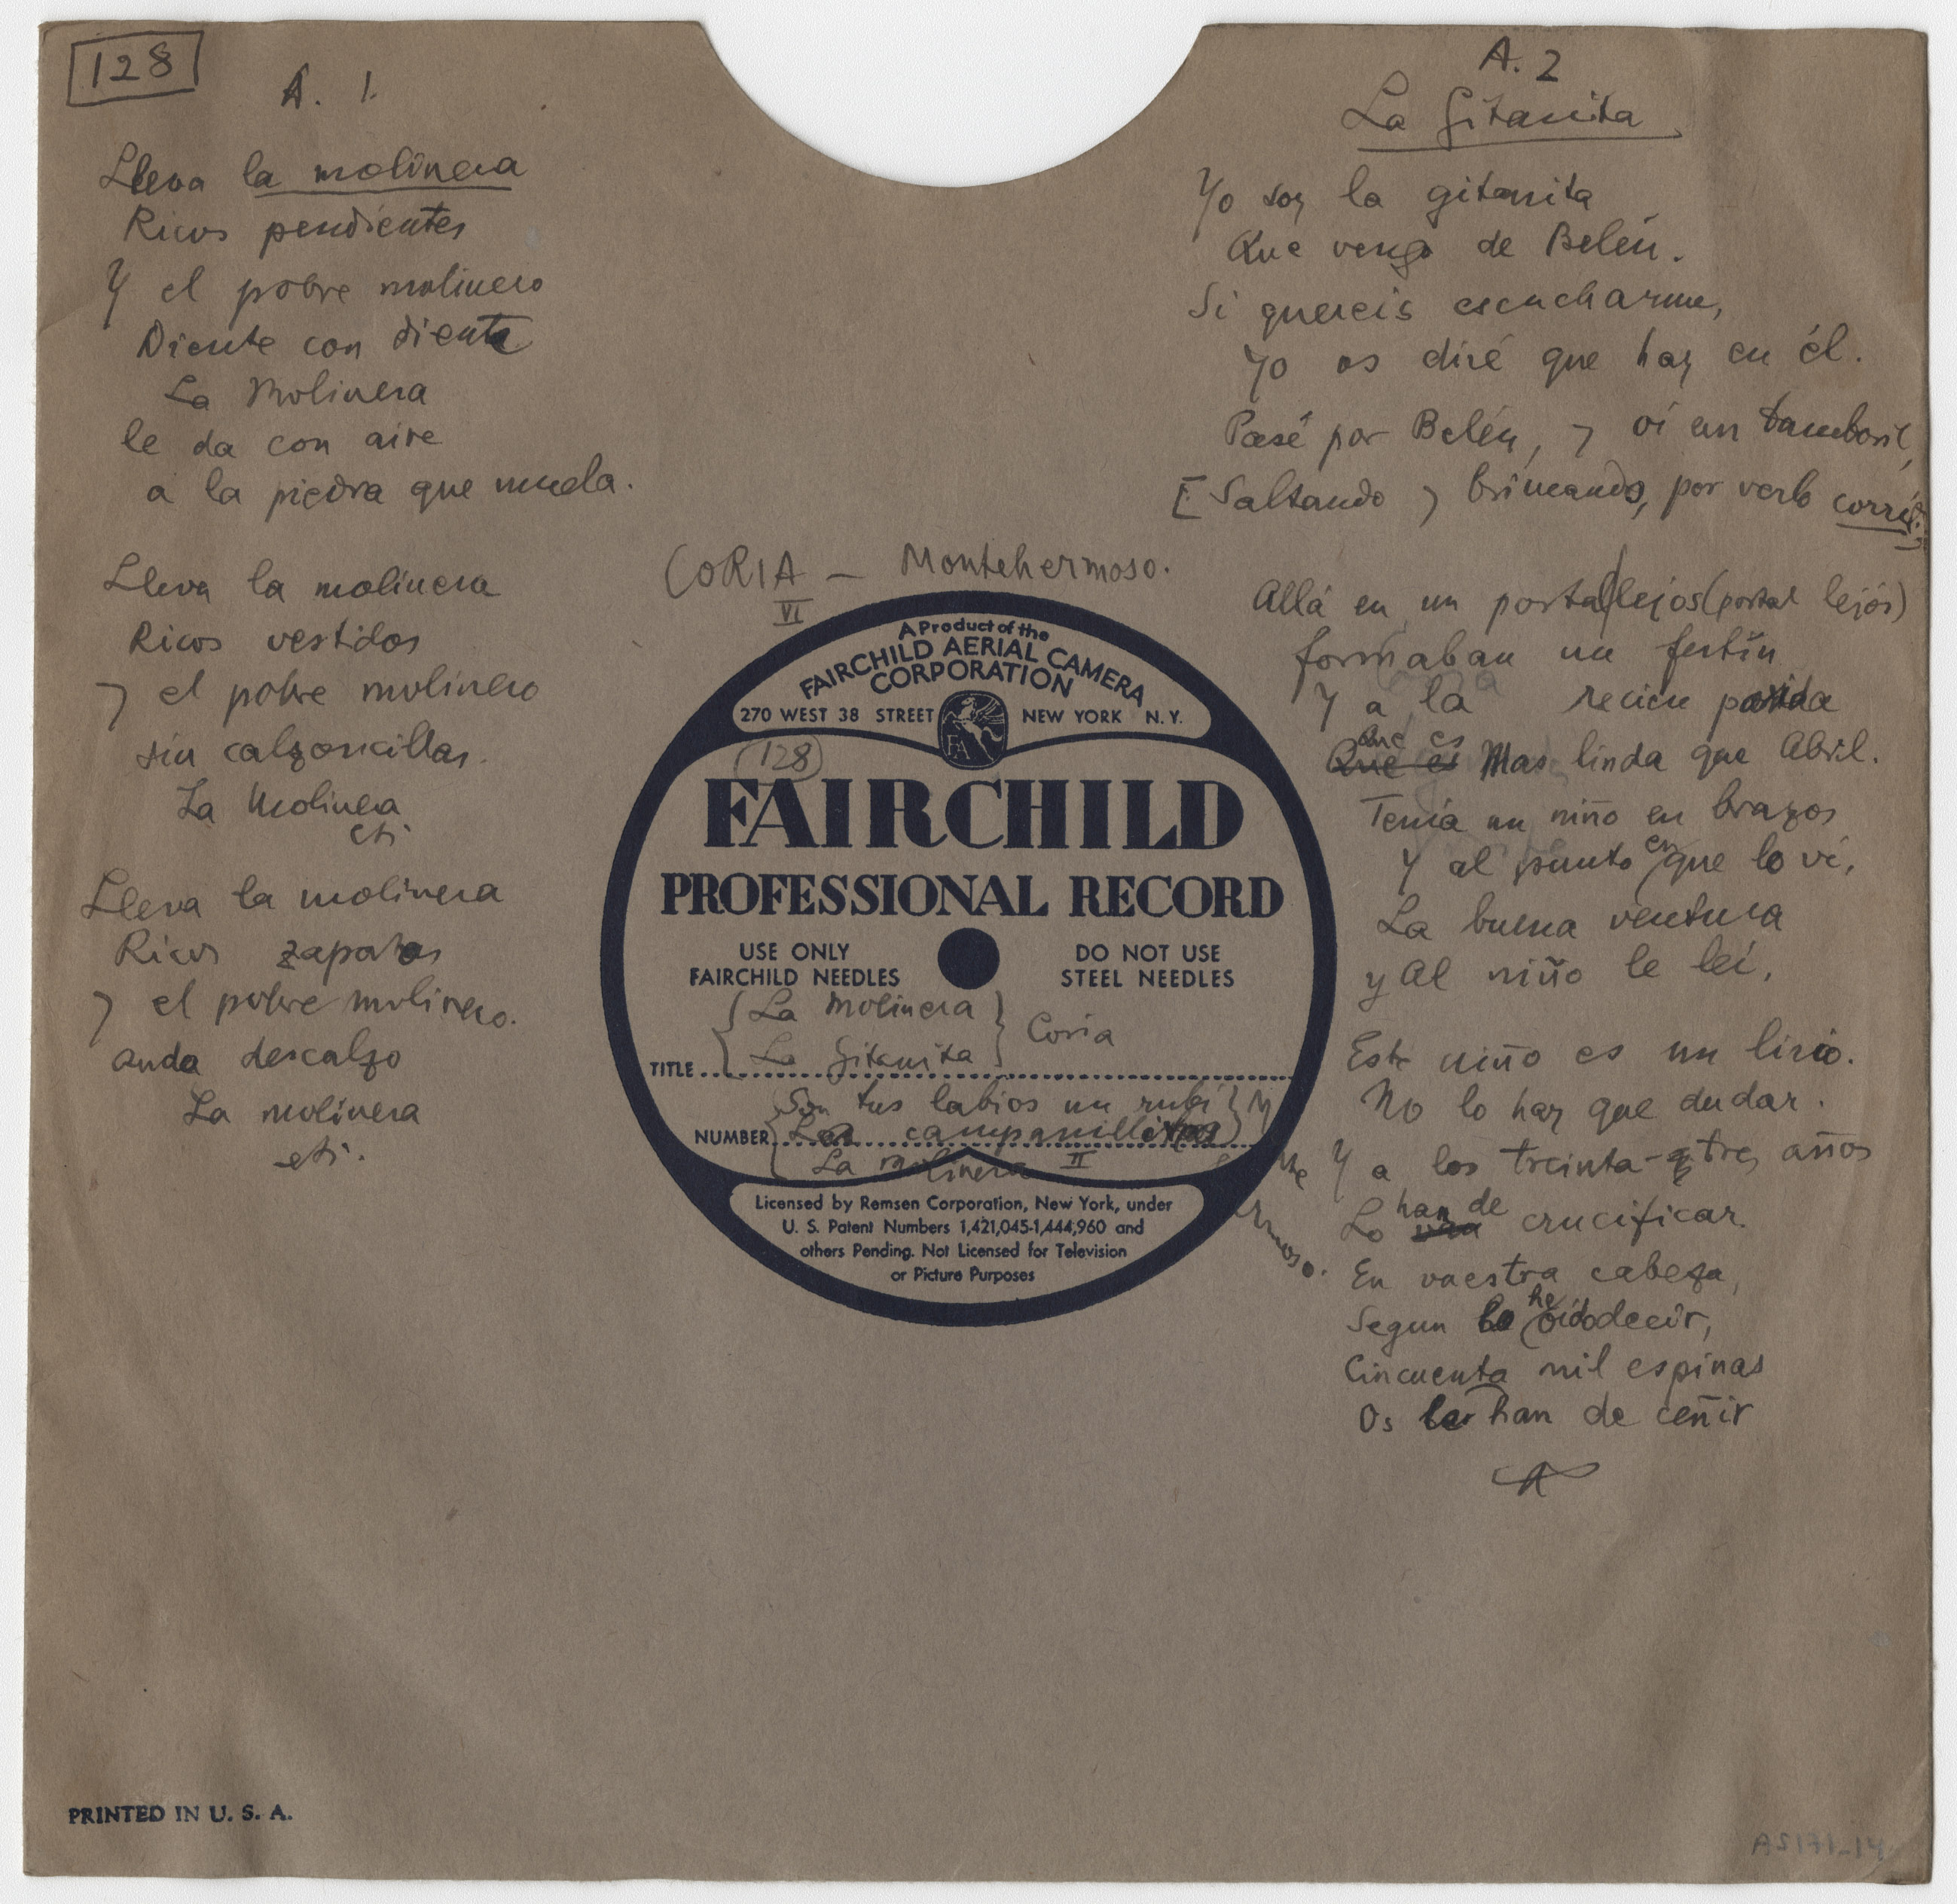 128
A. 1.
Lleva la molinera
Ricos pendientes
Y el pobre molinero
Diente con diente
La Molinera
le da con aire
a la piedra que muela.
Lleva la molinera
Ricos vestidos
y el pobre molinero
sin calzoncillos.
La Molinera
etc.
Lleva la molinera
Ricos zapatos
y el pobre molinero.
anda descalzo
La molinera
etc.
CORIA – Montehermoso.
VI
A Product of the
FAIRCHILD AERIAL CAMERA
CORPORATION
270 WEST 38 STREET NEW YORK N.Y.
FA
128
FAIRCHILD
PROFESSIONAL RECORD
USE ONLY
FAIRCHILD NEEDLES
DO NOT USE
STEEL NEEDLES
La Molinera
TITLE La Gitanita
Coria
Son tus labios un rubí
NUMBER campanilleros
La molinera II
Licensed by Remsen Corporation, New York, under
U. S. Patent Numbers 1,421,045-1,444,960 and
others Pending. Not Licensed for Television
or Picture Purposes
A. 2
La Gitanita
Yo soy la gitanita
Que vengo de Belén.
Si quereis escucharme,
Yo os diré que hay en él.
Pasé por Belén, y oí un tamboril,
[Saltando y brincando, por verlo corrí.
Allá en un portalejos (portal lejós)
formaban un festín
Y a la recien parida
Que es
Que es Mas linda que Abril.
Tenía un niño en brazos
Y al punto en que lo ví,
La buena ventura
y al niño le leí.
Este niño es un lirio.
No lo hay que dudar.
Y a los treinta y tres años
Lo han de crucificar.
En vuestra cabeza,
Segun he oido decir,
Cincuenta mil espinas
Os han de ceñir
PRINTED IN U. S. A.